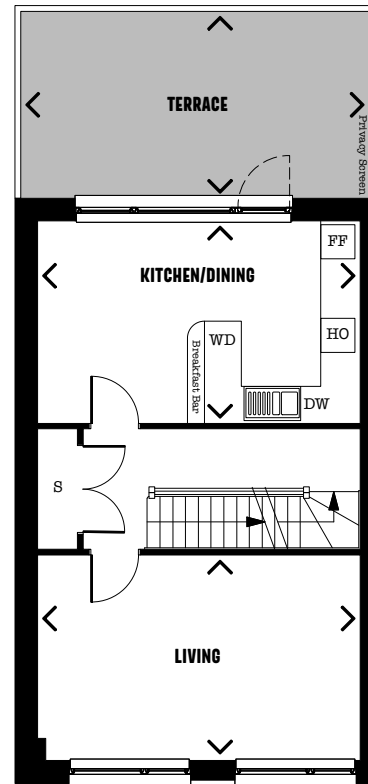 TERRACE
Privacy Screen
KITCHEN/DINING
FF
HO
WD
Breakfast Bar
DW
S
LIVING